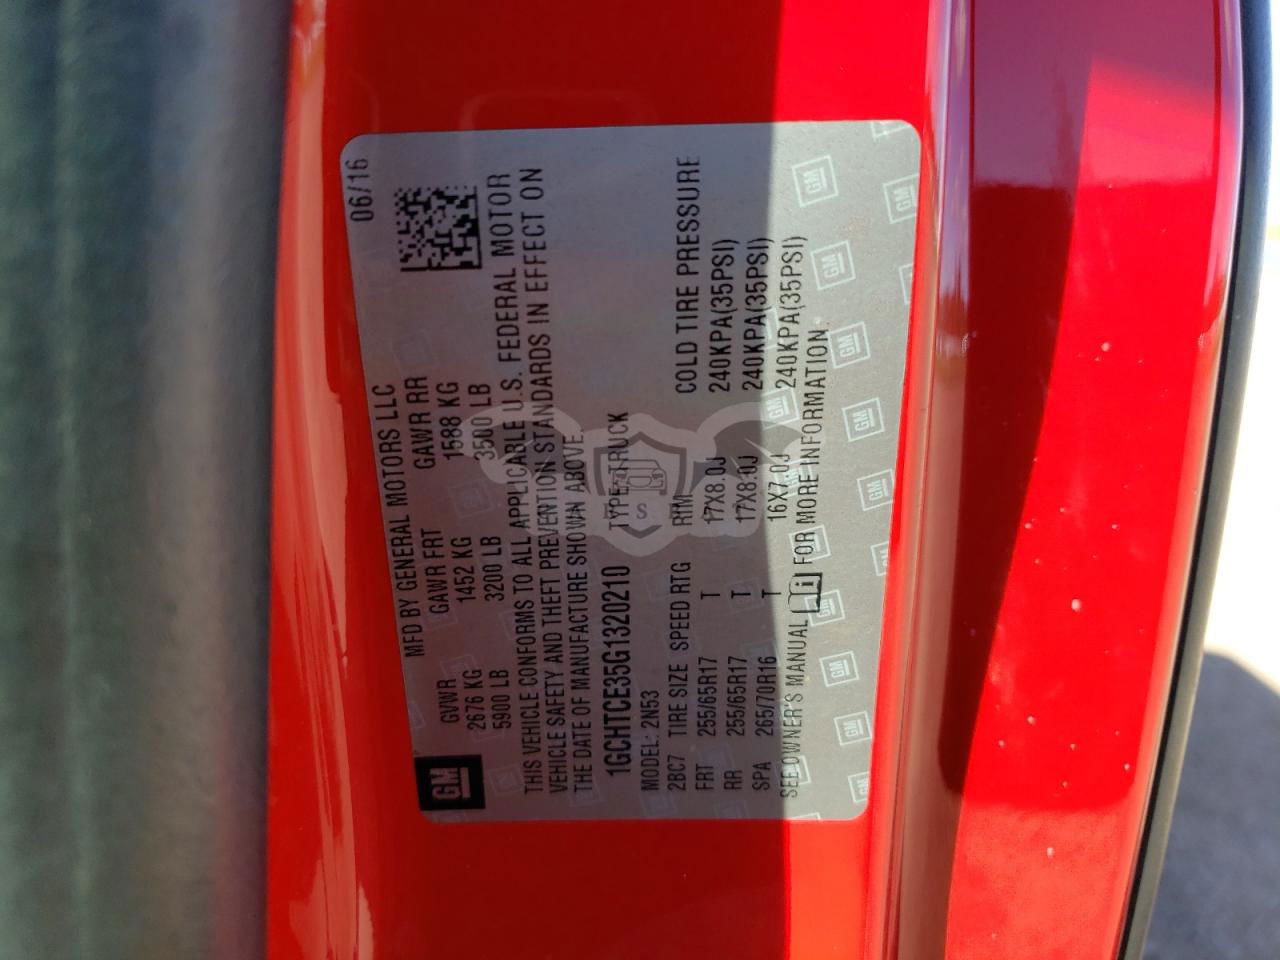 MFD BY GENERAL MOTORS LLC 06/16
GM
GVWR GAWR FRT GAWR RR
2676 KG 1452 KG 1588 KG
5900 LB 3200 LB 3500 LB
THIS VEHICLE CONFORMS TO ALL APPLICABLE U.S. FEDERAL MOTOR
VEHICLE SAFETY AND THEFT PREVENTION STANDARDS IN EFFECT ON
THE DATE OF MANUFACTURE SHOWN ABOVE
1GCHTCE35G1320210 TYPE:TRUCK
MODEL: 2N53
2BC7 TIRE SIZE SPEED RTG RIM COLD TIRE PRESSURE
FRT 255/65R17 T 17X8.0J 240KPA(35PSI)
RR 255/65R17 T 17X8.0J 240KPA(35PSI)
SPA 265/70R16 T 16X7.0J 240KPA(35PSI)
SEE OWNER'S MANUAL i FOR MORE INFORMATION.